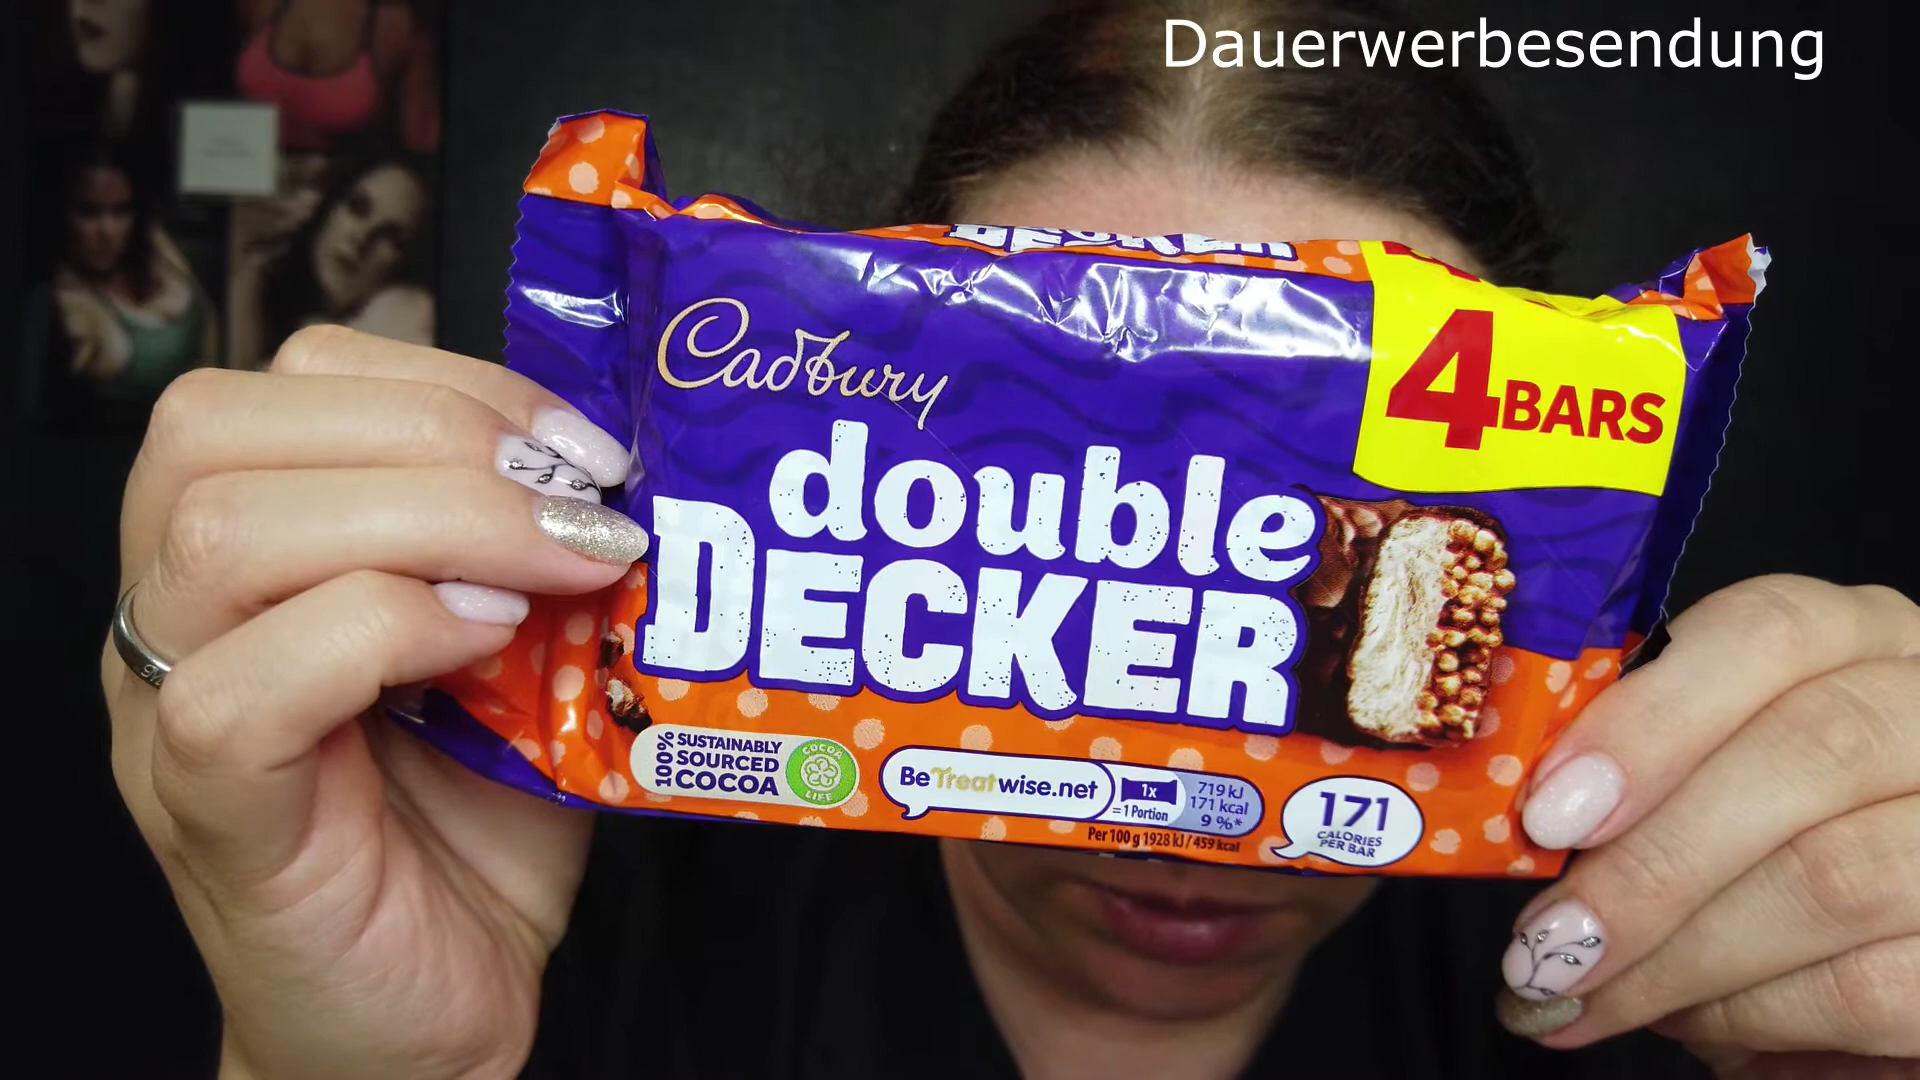 Dauerwerbesendung
DECKER
Cadbury
4 BARS
double
DECKER
100%
SUSTAINABLY
SOURCED
COCOA
COCOA
LIFE
BeTreatwise.net
1x
= 1 Portion
719 kJ
171 kcal
9 %*
Per 100 g 1928 kJ / 459 kcal
171
CALORIES
PER BAR